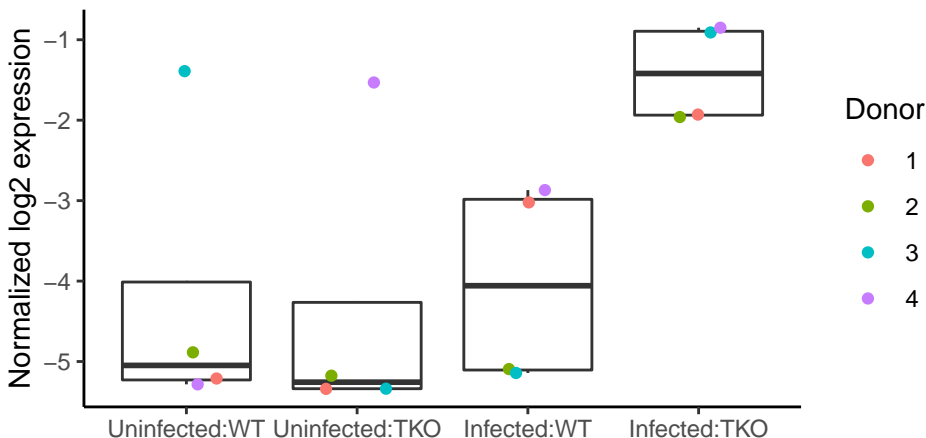 Normalized log2 expression
−1
−2
−3
−4
−5
Uninfected:WT
Uninfected:TKO
Infected:WT
Infected:TKO
Donor
1
2
3
4